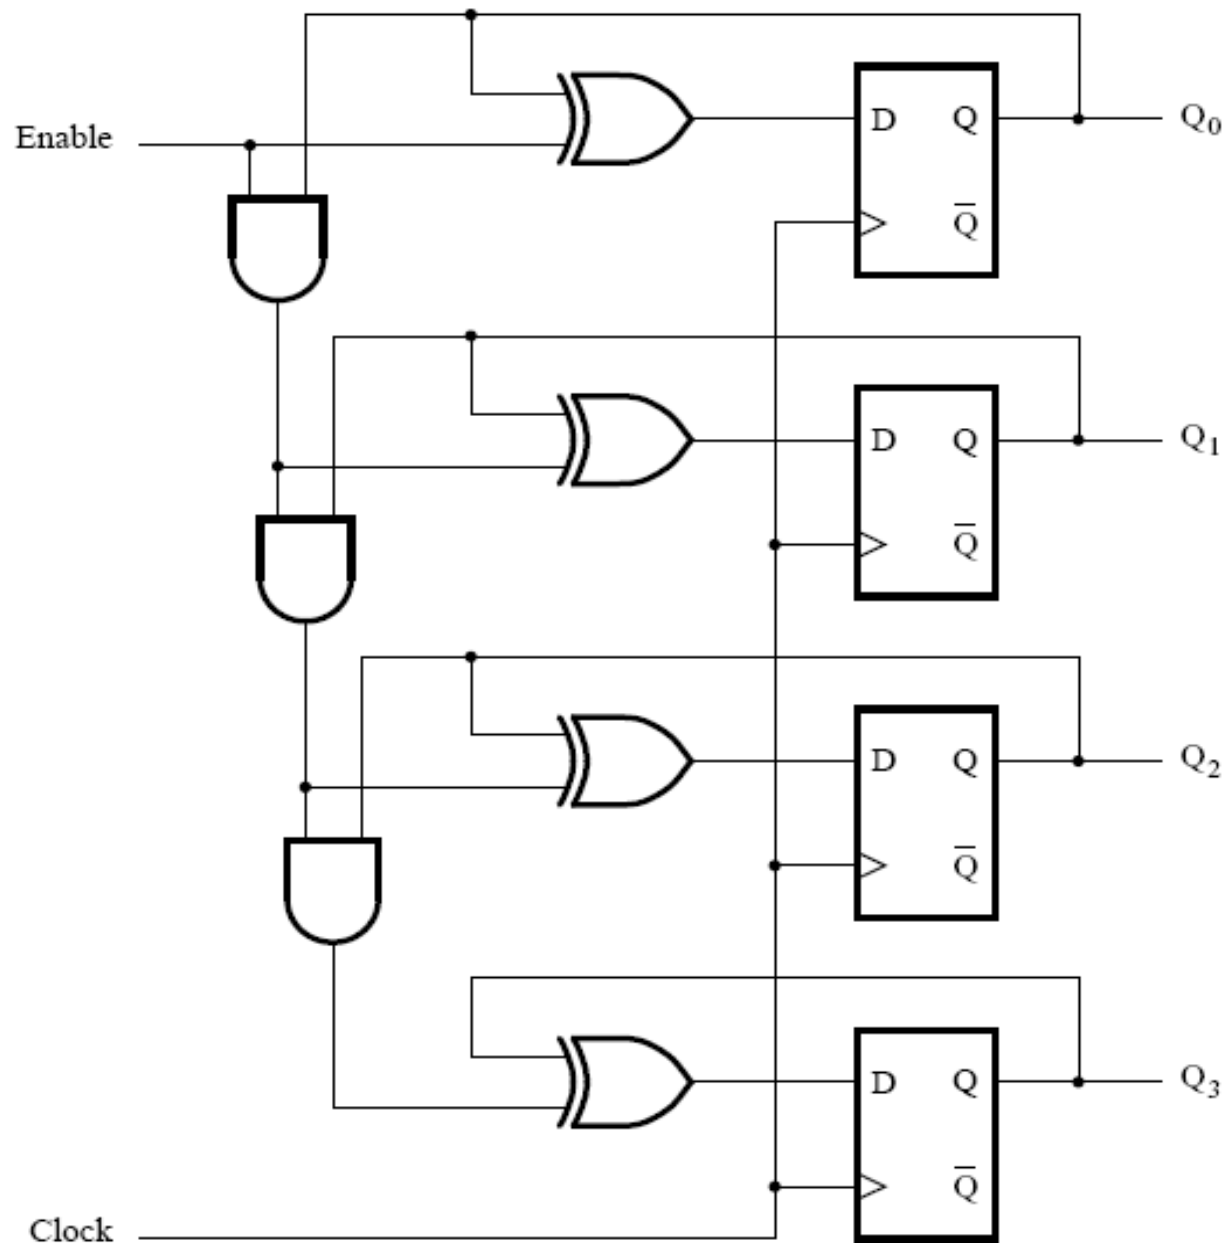 D Q Q₀
Enable
Q̅
D Q Q₁
Q̅
D Q Q₂
Q̅
D Q Q₃
Q̅
Clock